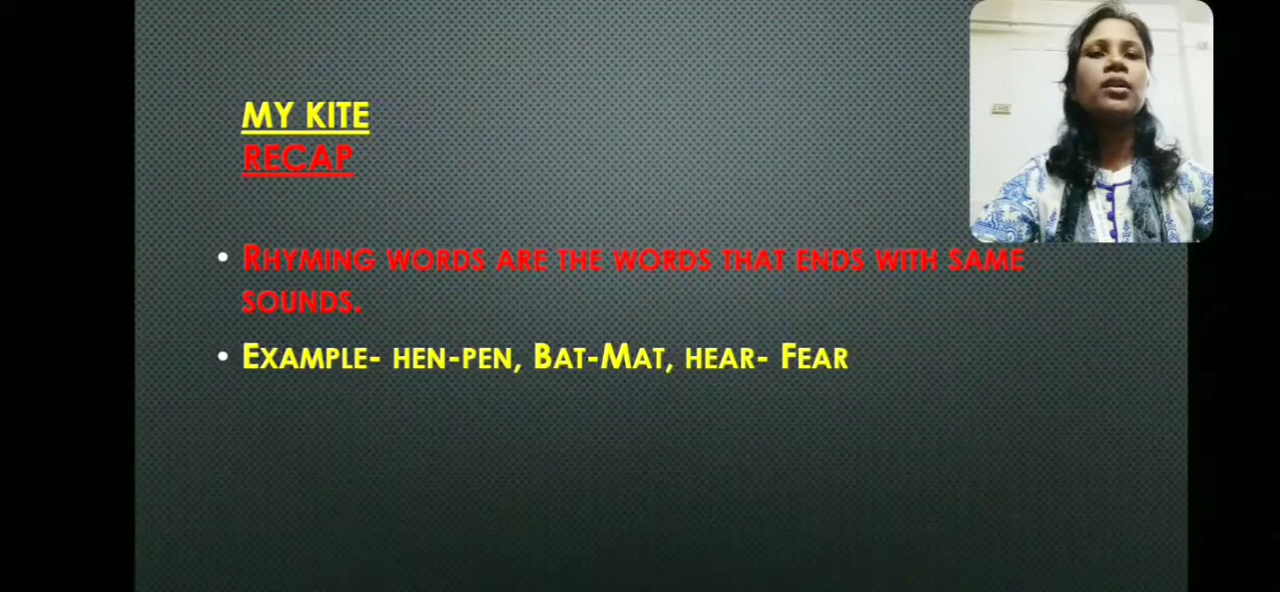 MY KITE
RECAP
• RHYMING WORDS ARE THE WORDS THAT ENDS WITH SAME
SOUNDS.
• EXAMPLE- HEN-PEN, BAT-MAT, HEAR- FEAR